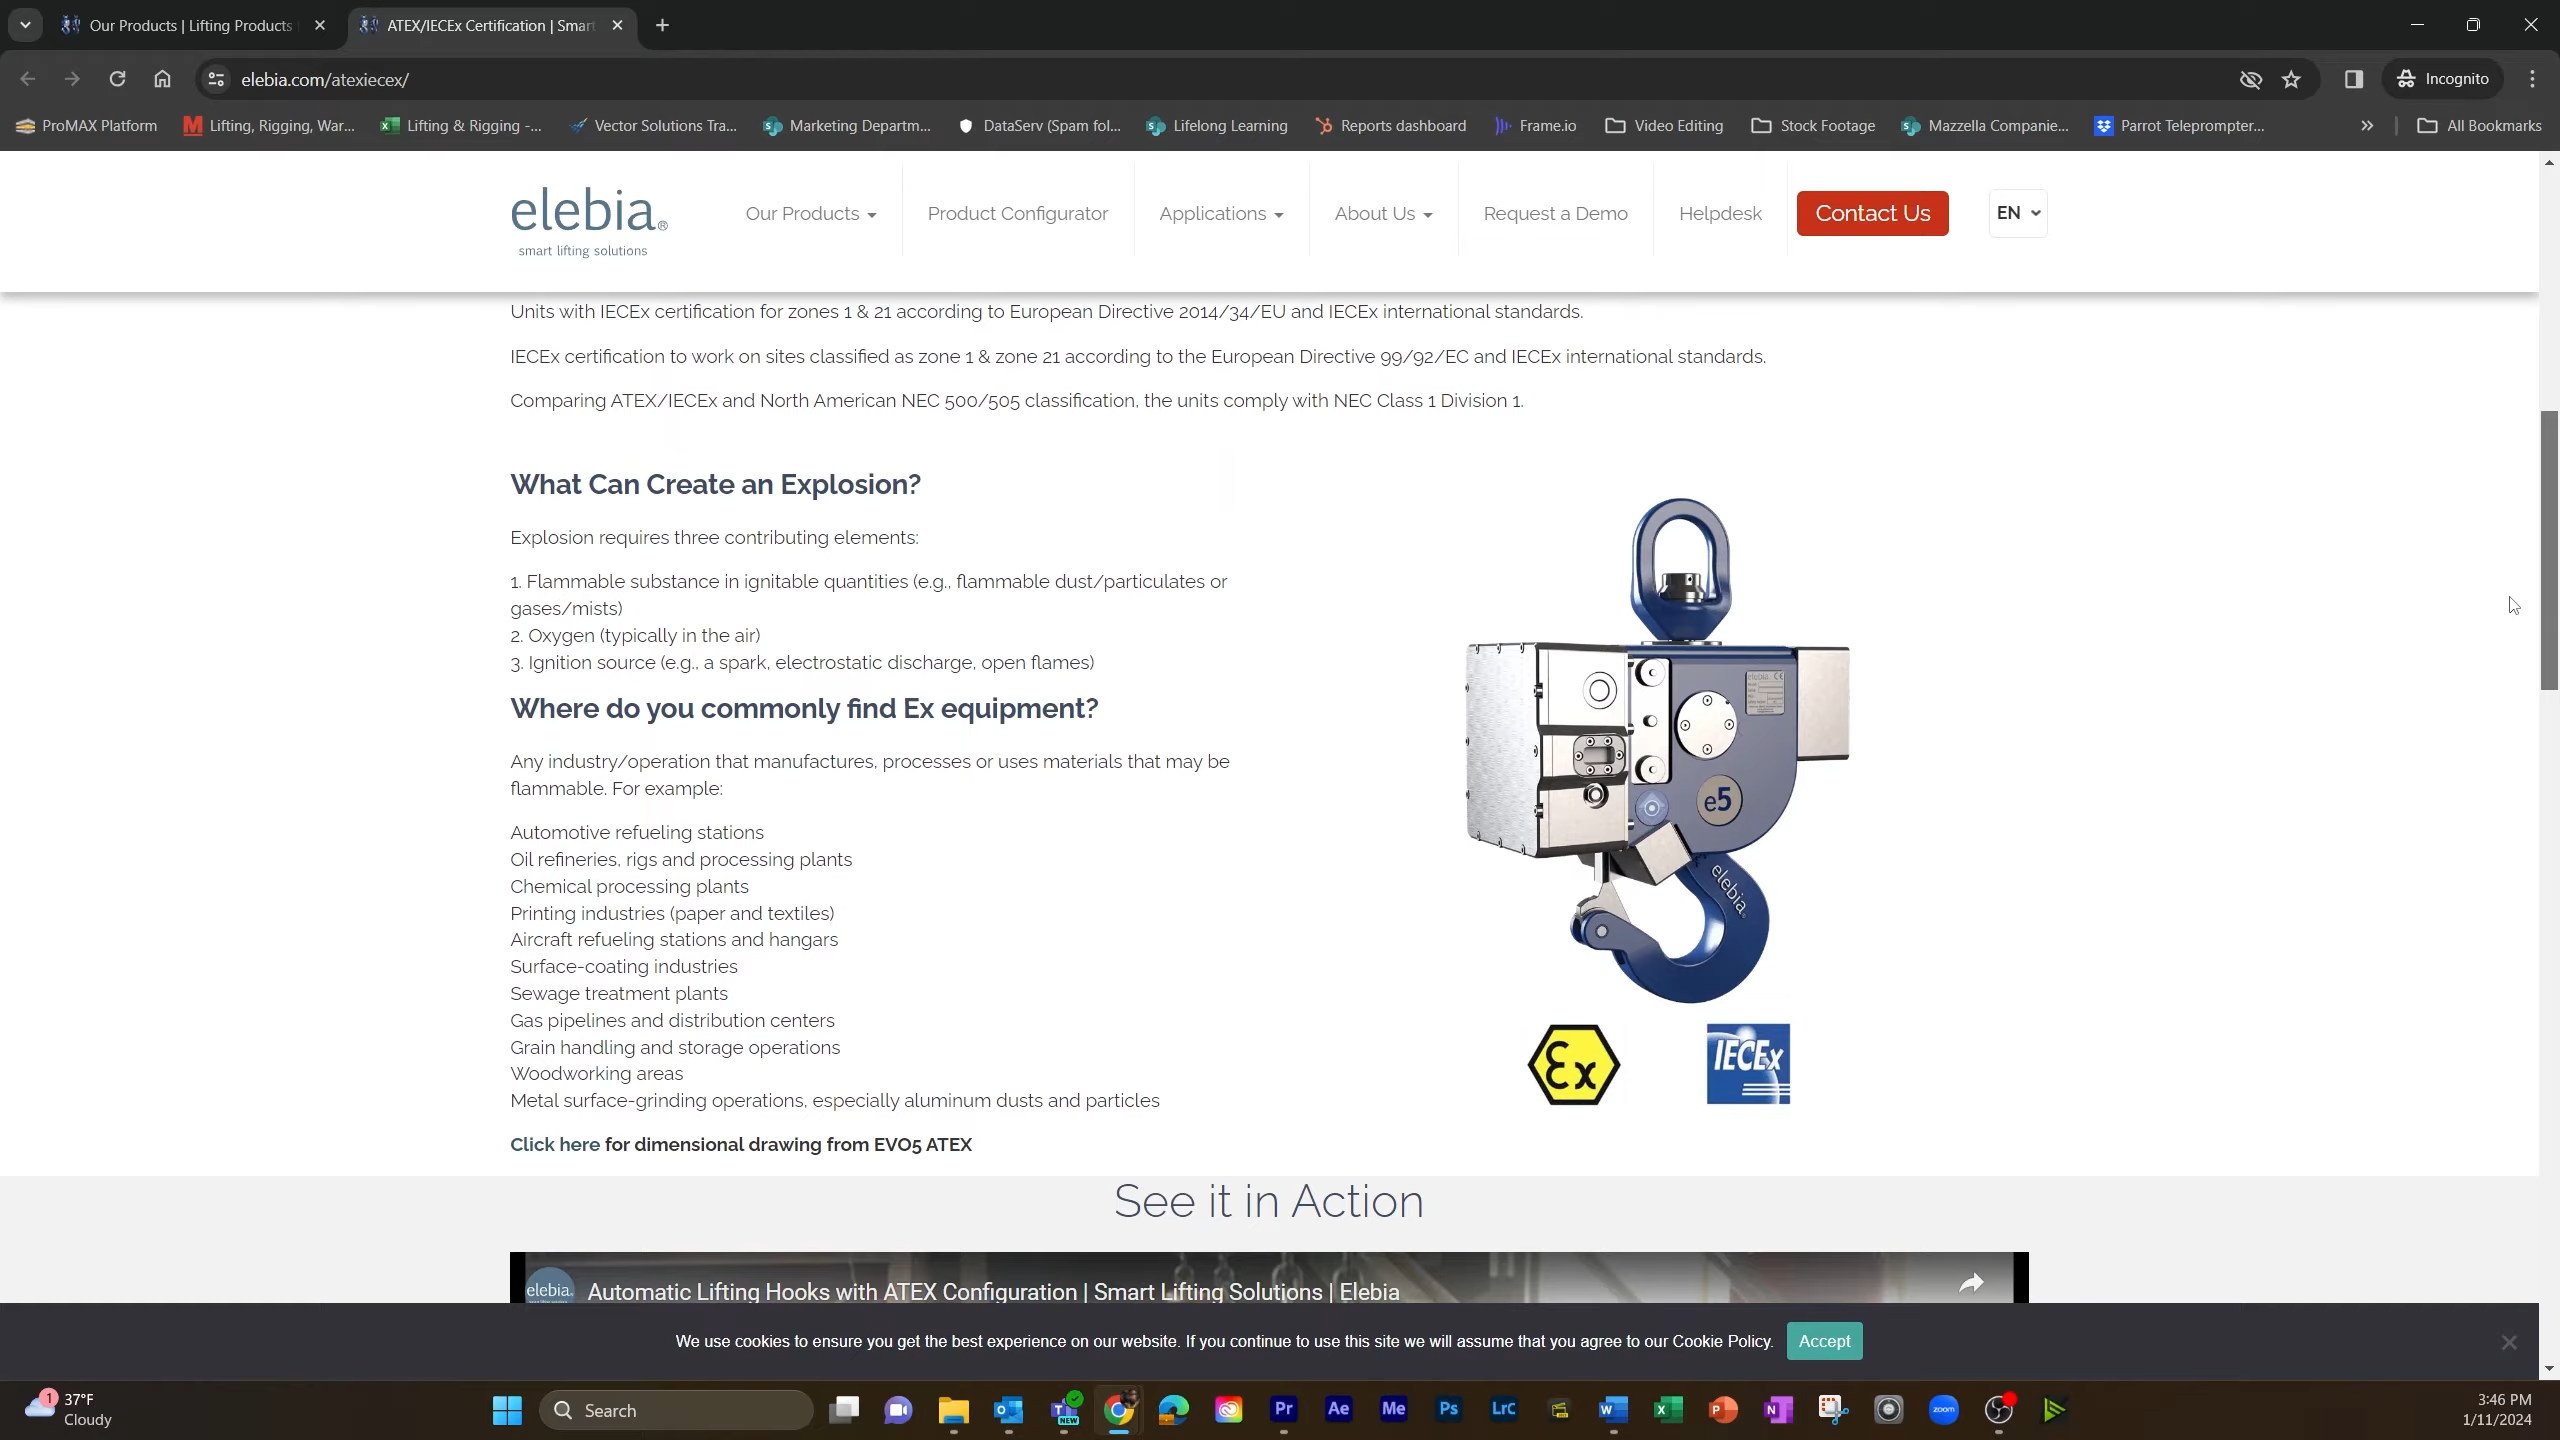 Our Products | Lifting Products
ATEX/IECEx Certification | Smar
elebia.com/atexiecex/
Incognito
ProMAX Platform
Lifting, Rigging, War...
Lifting & Rigging -...
Vector Solutions Tra...
Marketing Departm...
DataServ (Spam fol...
Lifelong Learning
Reports dashboard
Frame.io
Video Editing
Stock Footage
Mazzella Companie...
Parrot Teleprompter...
All Bookmarks
elebia®
smart lifting solutions
Our Products
Product Configurator
Applications
About Us
Request a Demo
Helpdesk
Contact Us
EN
Units with IECEx certification for zones 1 & 21 according to European Directive 2014/34/EU and IECEx international standards.
IECEx certification to work on sites classified as zone 1 & zone 21 according to the European Directive 99/92/EC and IECEx international standards.
Comparing ATEX/IECEx and North American NEC 500/505 classification, the units comply with NEC Class 1 Division 1.
What Can Create an Explosion?
Explosion requires three contributing elements:
1. Flammable substance in ignitable quantities (e.g., flammable dust/particulates or
gases/mists)
2. Oxygen (typically in the air)
3. Ignition source (e.g., a spark, electrostatic discharge, open flames)
Where do you commonly find Ex equipment?
Any industry/operation that manufactures, processes or uses materials that may be
flammable. For example:
Automotive refueling stations
Oil refineries, rigs and processing plants
Chemical processing plants
Printing industries (paper and textiles)
Aircraft refueling stations and hangars
Surface-coating industries
Sewage treatment plants
Gas pipelines and distribution centers
Grain handling and storage operations
Woodworking areas
Metal surface-grinding operations, especially aluminum dusts and particles
Click here for dimensional drawing from EVO5 ATEX
elebia CE
e5
elebia®
Ex
IECEx
See it in Action
elebia
Automatic Lifting Hooks with ATEX Configuration | Smart Lifting Solutions | Elebia
We use cookies to ensure you get the best experience on our website. If you continue to use this site we will assume that you agree to our Cookie Policy.
Accept
1
37°F
Cloudy
Search
NEW
Pr
Ae
Me
Ps
LrC
zoom
3:46 PM
1/11/2024